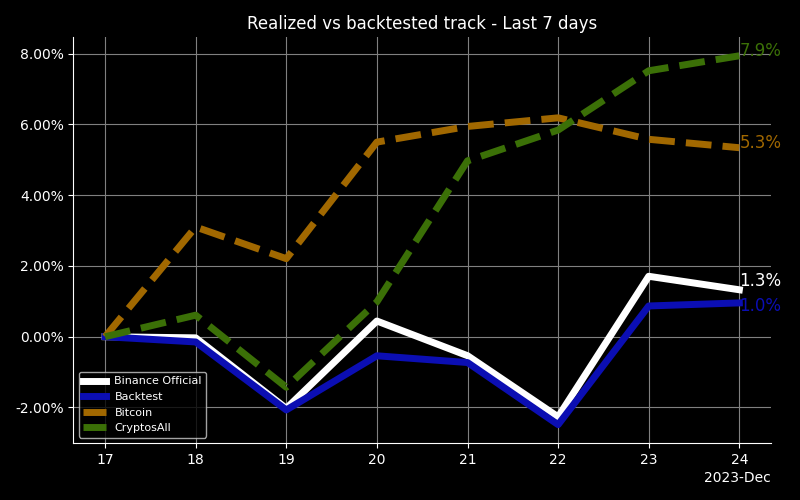 Realized vs backtested track - Last 7 days
8.00%
6.00%
4.00%
2.00%
0.00%
-2.00%
7.9%
5.3%
1.3%
1.0%
Binance Official
Backtest
Bitcoin
CryptosAll
17 18 19 20 21 22 23 24
2023-Dec